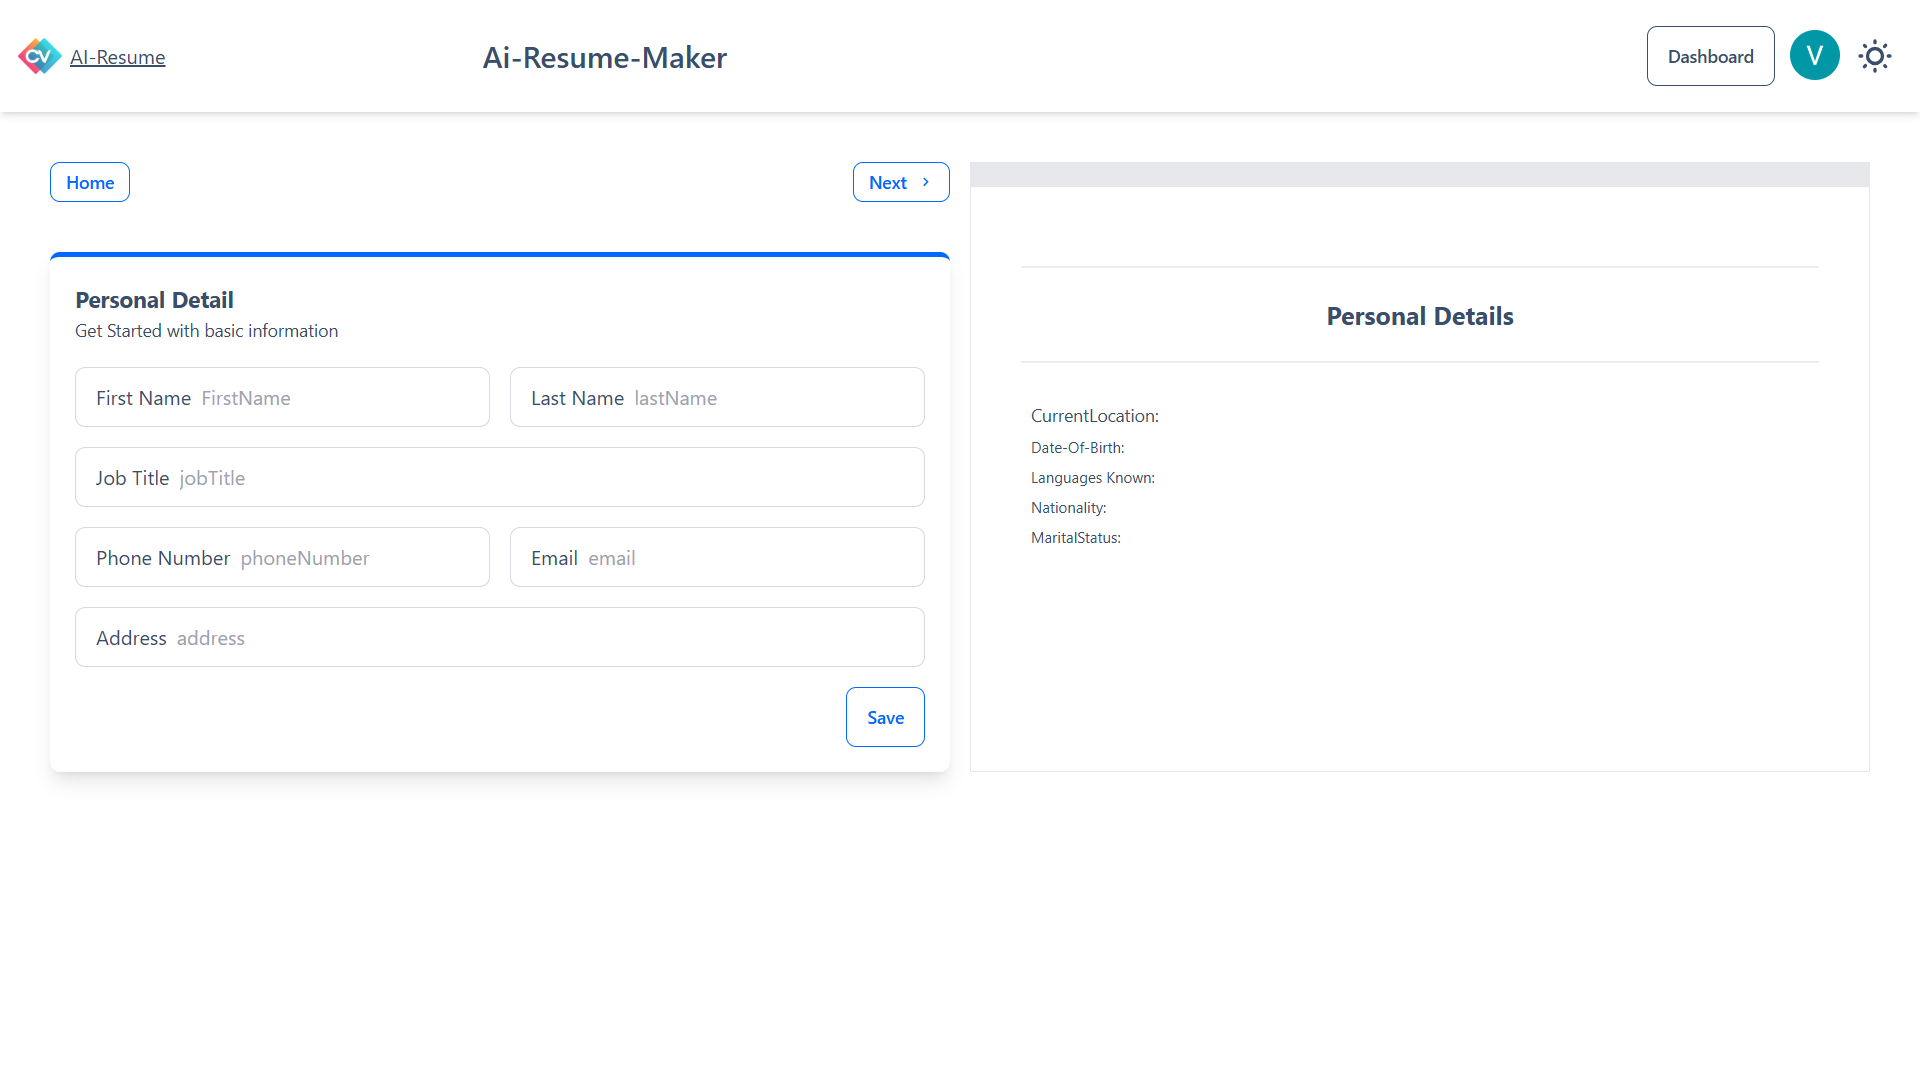 CV AI-Resume
Ai-Resume-Maker
Dashboard
V
Home
Next
Personal Detail
Get Started with basic information
First Name FirstName
Last Name lastName
Job Title jobTitle
Phone Number phoneNumber
Email email
Address address
Save
Personal Details
CurrentLocation:
Date-Of-Birth:
Languages Known:
Nationality:
MaritalStatus: